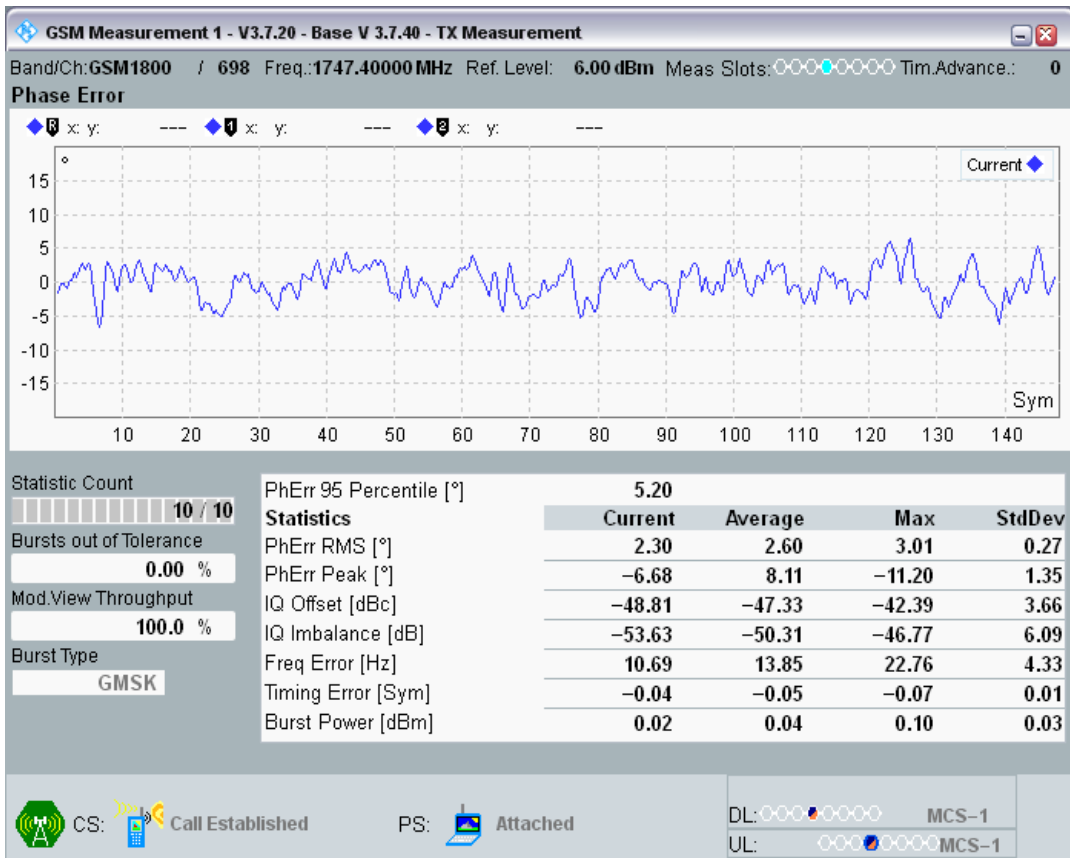 GSM Measurement 1 - V3.7.20 - Base V 3.7.40 - TX Measurement
Band/Ch:GSM1800 / 698 Freq.:1747.40000 MHz Ref. Level: 6.00 dBm Meas Slots: Tim.Advance.: 0
Phase Error
R x: y: --- 1 x: y: --- 2 x: y: ---
°
Current
15
10
5
0
-5
-10
-15
Sym
10 20 30 40 50 60 70 80 90 100 110 120 130 140
Statistic Count
10 / 10
Bursts out of Tolerance
0.00 %
Mod.View Throughput
100.0 %
Burst Type
GMSK
PhErr 95 Percentile [°] 5.20
Statistics Current Average Max StdDev
PhErr RMS [°] 2.30 2.60 3.01 0.27
PhErr Peak [°] −6.68 8.11 −11.20 1.35
IQ Offset [dBc] −48.81 −47.33 −42.39 3.66
IQ Imbalance [dB] −53.63 −50.31 −46.77 6.09
Freq Error [Hz] 10.69 13.85 22.76 4.33
Timing Error [Sym] −0.04 −0.05 −0.07 0.01
Burst Power [dBm] 0.02 0.04 0.10 0.03
CS: Call Established PS: Attached
DL: MCS−1
UL: MCS−1